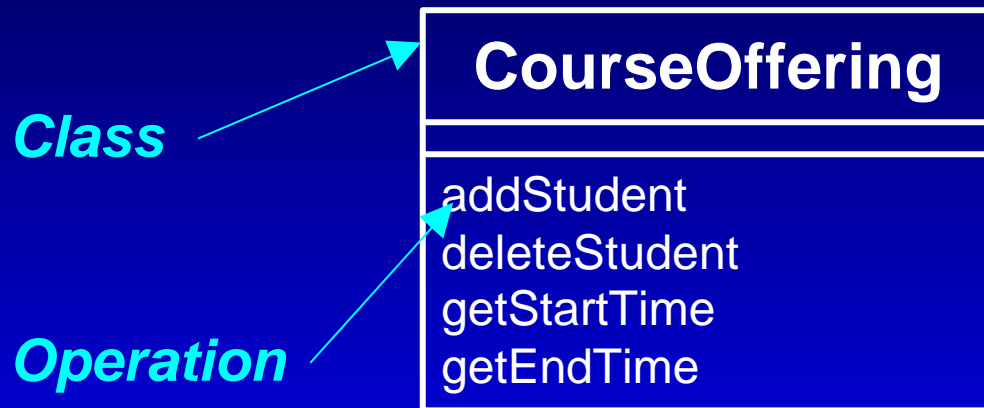 CourseOffering
Class
addStudent
deleteStudent
getStartTime
getEndTime
Operation